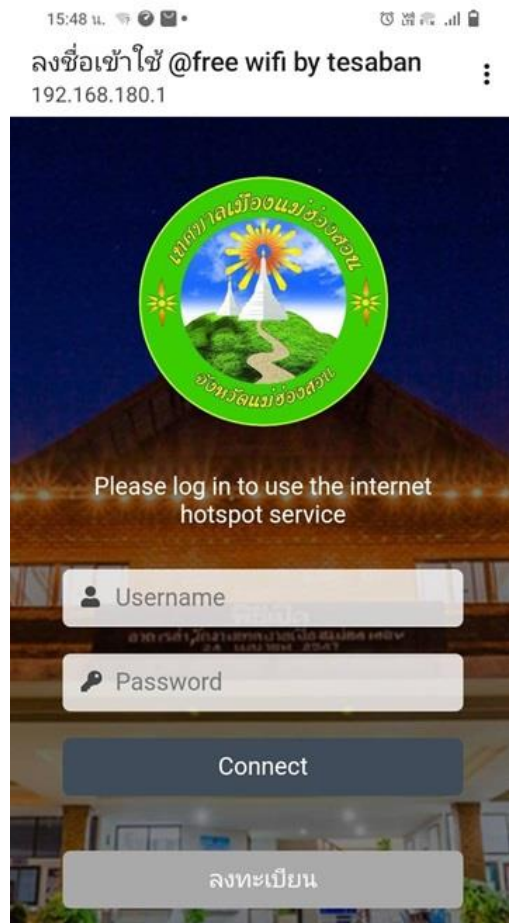 15:48 น.
ลงชื่อเข้าใช้ @free wifi by tesaban
192.168.180.1
เทศบาลเมืองแม่ฮ่องสอน
จังหวัดแม่ฮ่องสอน
Please log in to use the internet
hotspot service
Username
Password
Connect
ลงทะเบียน